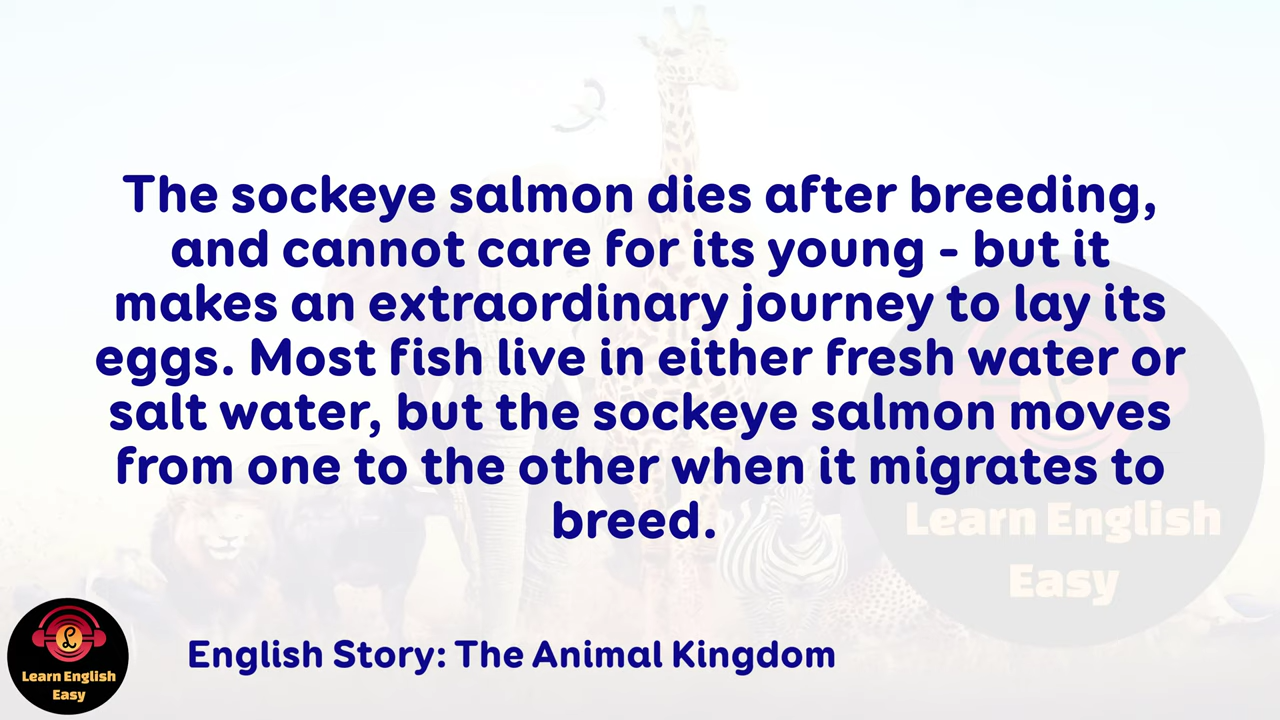 The sockeye salmon dies after breeding,
and cannot care for its young - but it
makes an extraordinary journey to lay its
eggs. Most fish live in either fresh water or
salt water, but the sockeye salmon moves
from one to the other when it migrates to
breed.
Learn English
Easy
L
Learn English
Easy
English Story: The Animal Kingdom